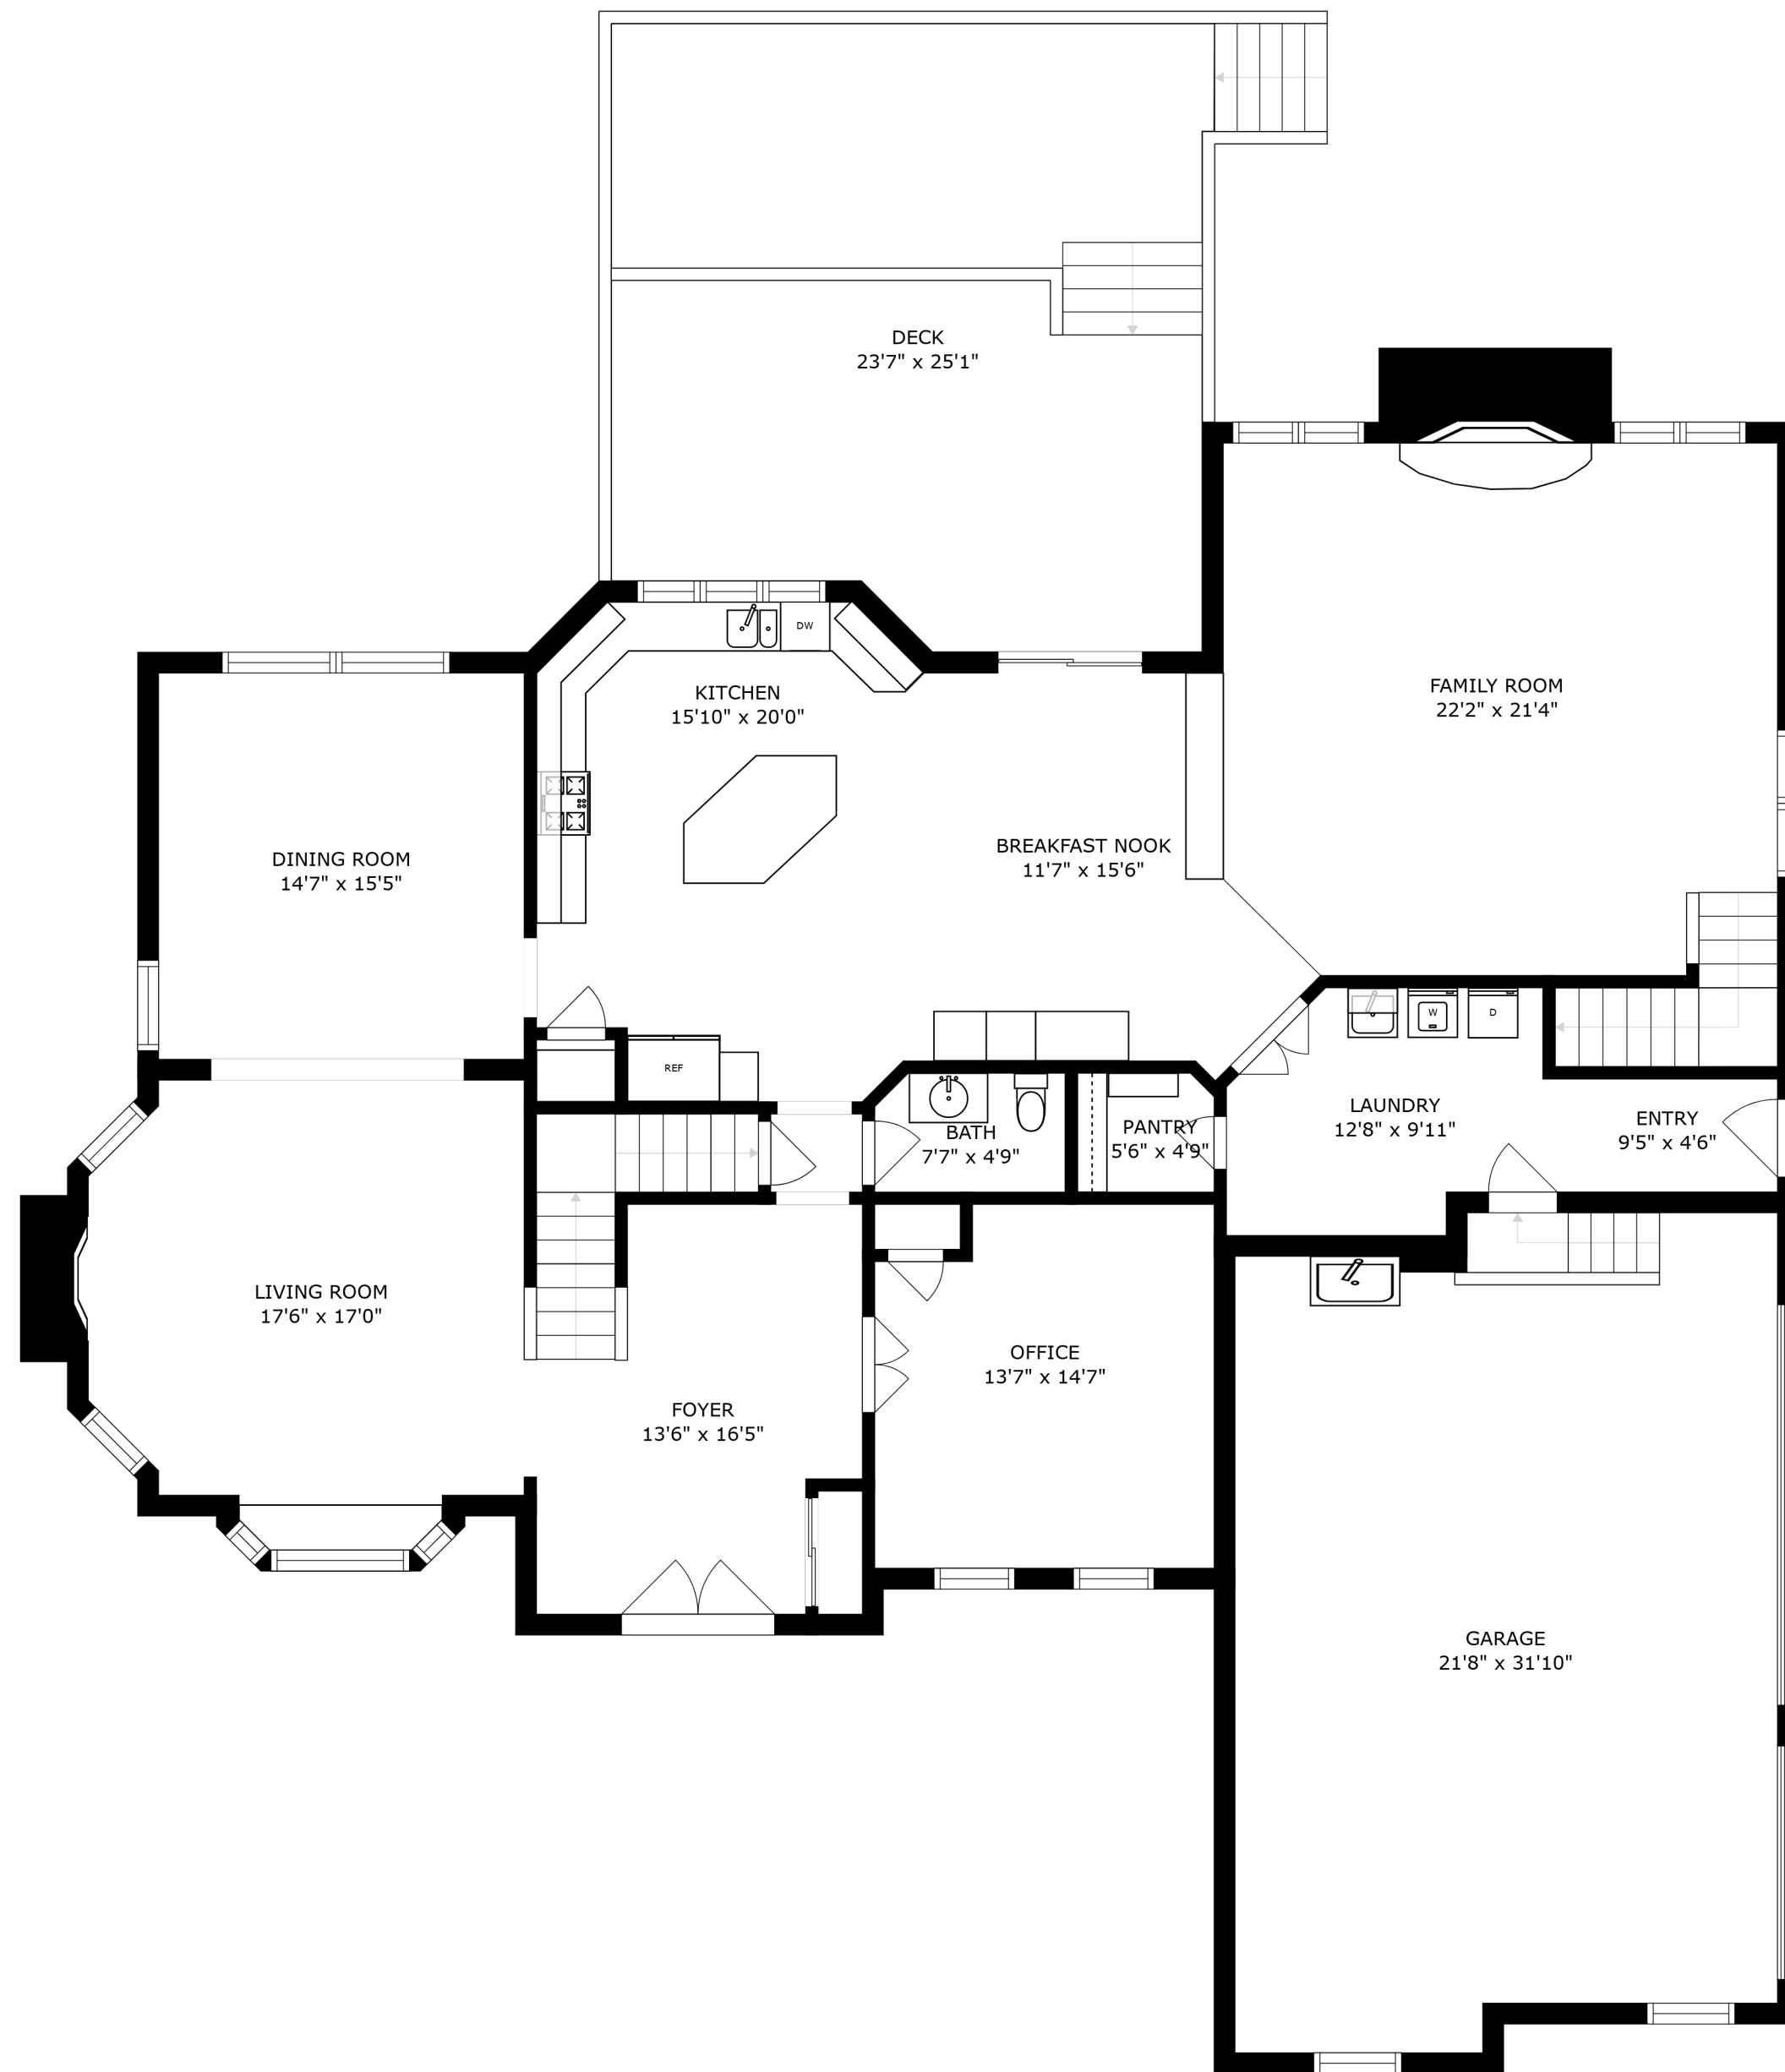 DECK
23'7" x 25'1"
DW
KITCHEN
15'10" x 20'0"
FAMILY ROOM
22'2" x 21'4"
BREAKFAST NOOK
11'7" x 15'6"
DINING ROOM
14'7" x 15'5"
REF
W
D
BATH
7'7" x 4'9"
PANTRY
5'6" x 4'9"
LAUNDRY
12'8" x 9'11"
ENTRY
9'5" x 4'6"
LIVING ROOM
17'6" x 17'0"
OFFICE
13'7" x 14'7"
FOYER
13'6" x 16'5"
GARAGE
21'8" x 31'10"